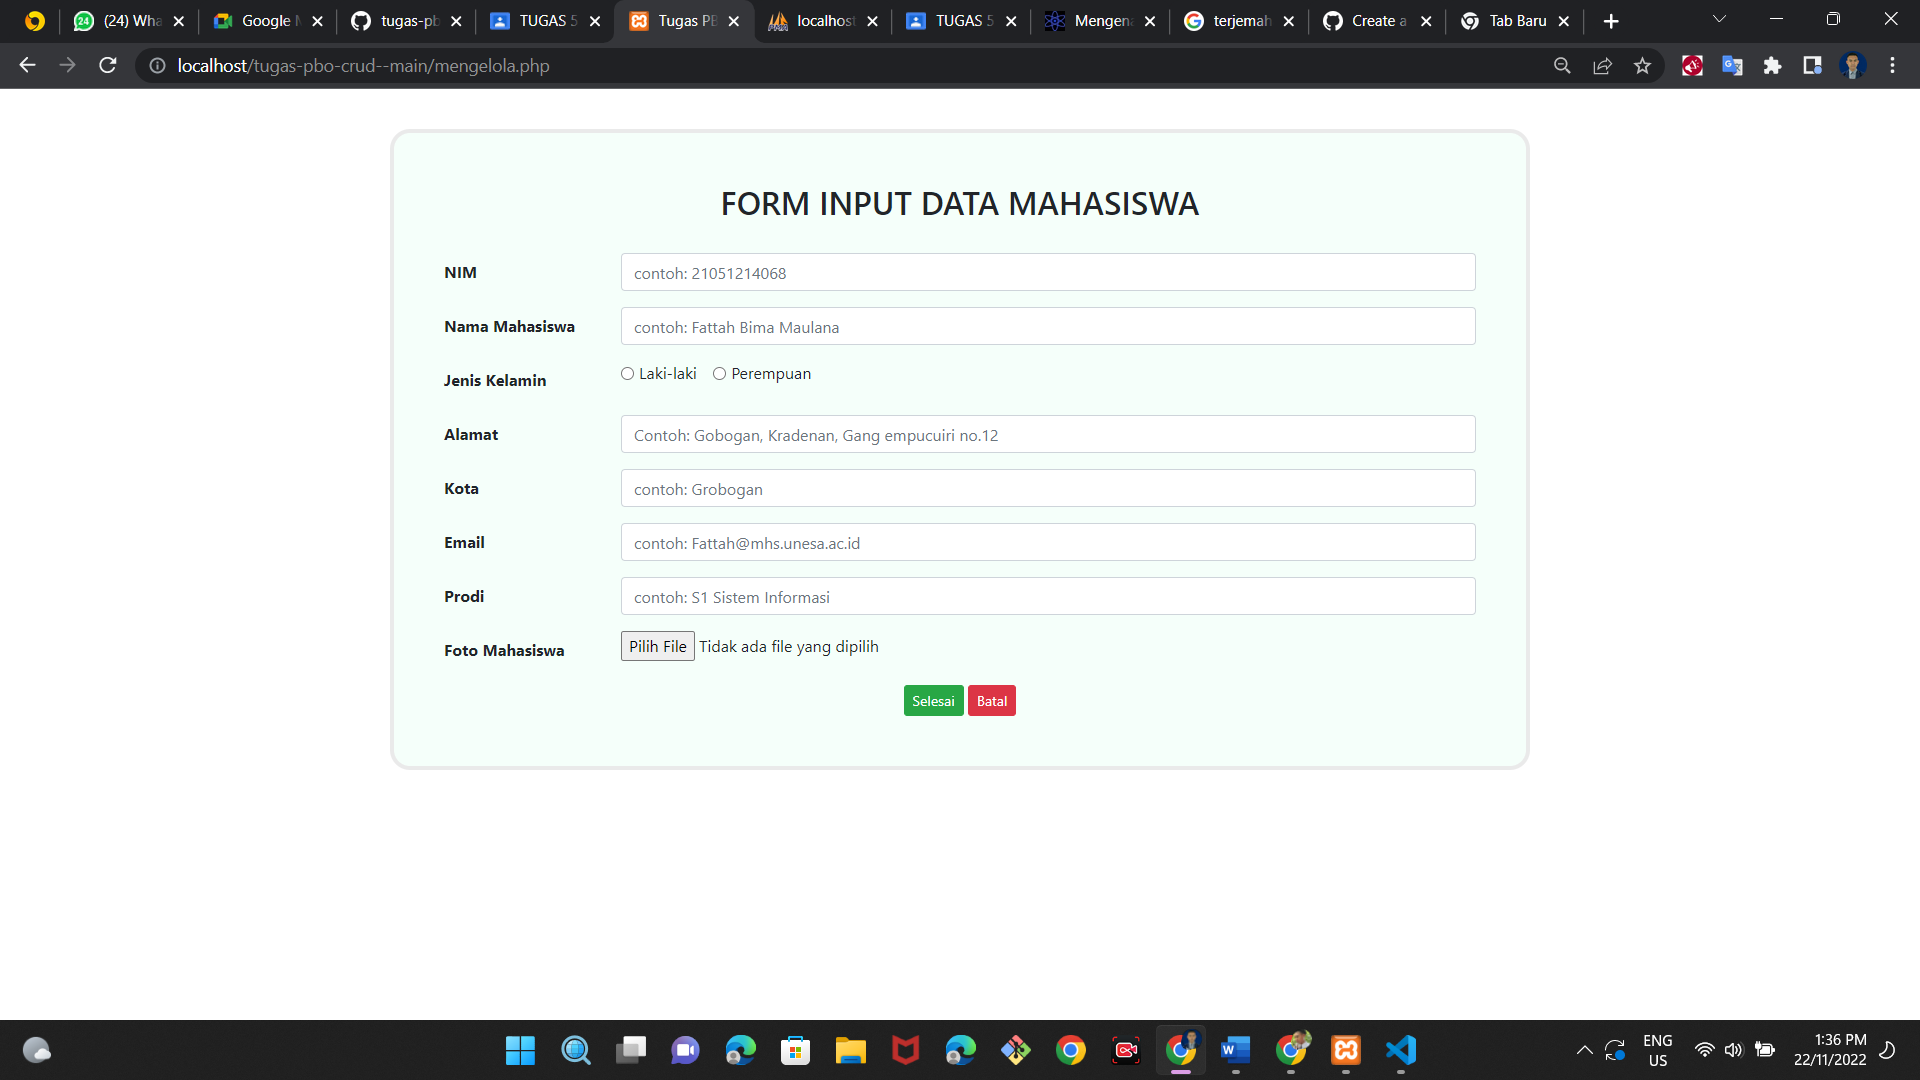 24 (24) Wha
Google M
tugas-pb
TUGAS 5
Tugas PB
localhost
TUGAS 5
Mengena
terjemah
Create a
Tab Baru
localhost/tugas-pbo-crud--main/mengelola.php
FORM INPUT DATA MAHASISWA
NIM contoh: 21051214068
Nama Mahasiswa contoh: Fattah Bima Maulana
Jenis Kelamin Laki-laki Perempuan
Alamat Contoh: Gobogan, Kradenan, Gang empucuiri no.12
Kota contoh: Grobogan
Email contoh: Fattah@mhs.unesa.ac.id
Prodi contoh: S1 Sistem Informasi
Foto Mahasiswa Pilih File Tidak ada file yang dipilih
Selesai Batal
ENG
US
1:36 PM
22/11/2022